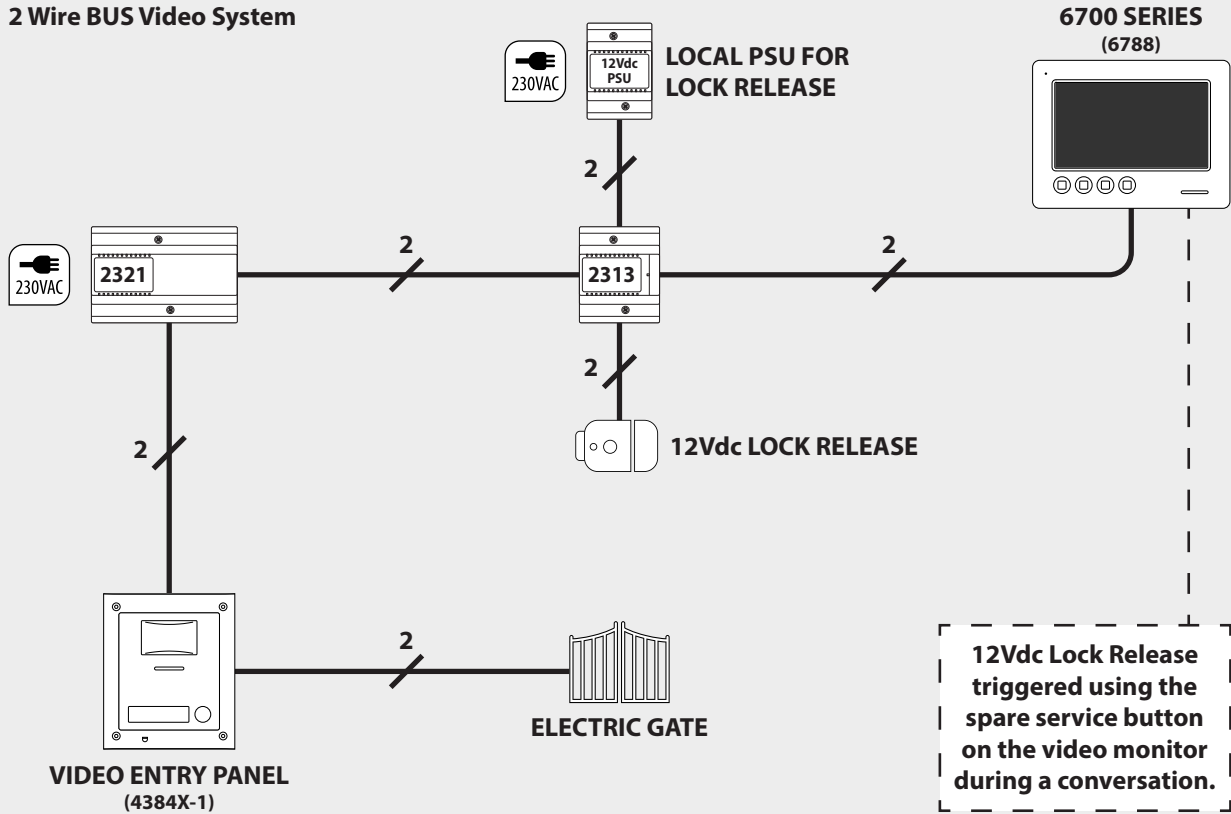 2 Wire BUS Video System
6700 SERIES
(6788)
230VAC
12Vdc
PSU
LOCAL PSU FOR
LOCK RELEASE
2
230VAC
2321
2
2313
2
2
12Vdc LOCK RELEASE
2
2
ELECTRIC GATE
VIDEO ENTRY PANEL
(4384X-1)
12Vdc Lock Release
triggered using the
spare service button
on the video monitor
during a conversation.